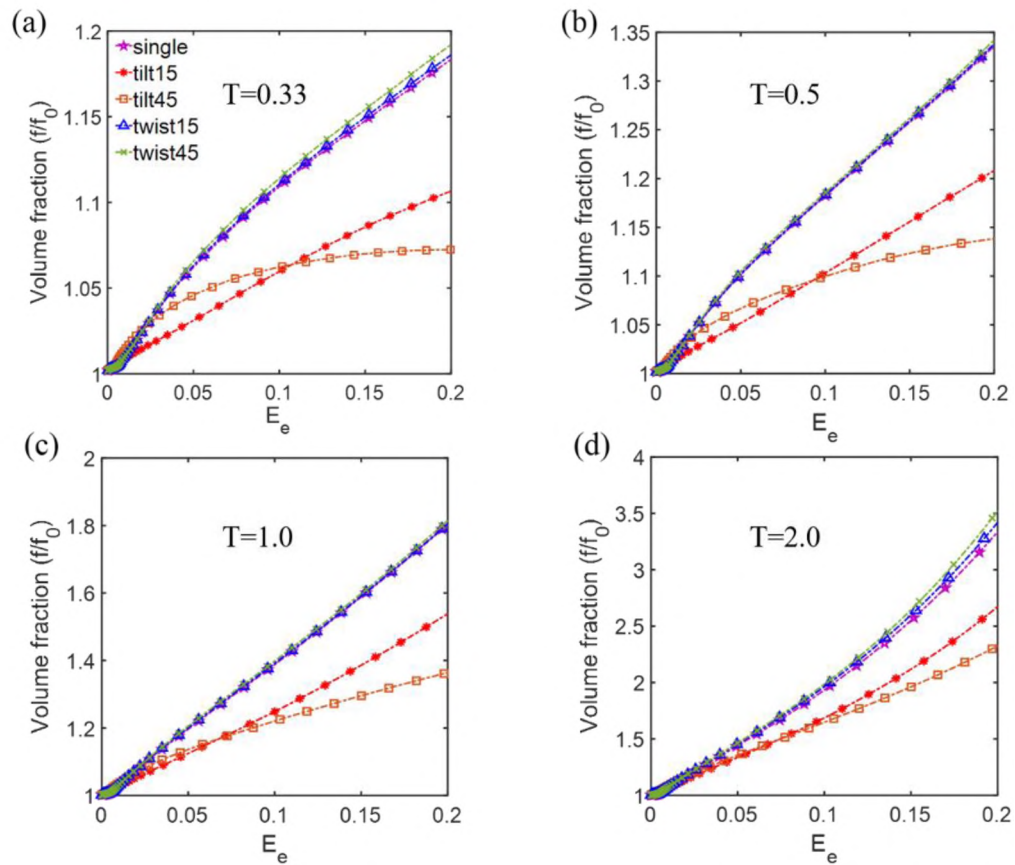 (a)
1.2
1.15
1.1
1.05
1
Volume fraction (f/f0)
single
tilt15
tilt45
twist15
twist45
T=0.33
0 0.05 0.1 0.15 0.2
Ee
(b)
1.35
1.3
1.25
1.2
1.15
1.1
1.05
1
Volume fraction (f/f0)
T=0.5
0 0.05 0.1 0.15 0.2
Ee
(c)
2
1.8
1.6
1.4
1.2
1
Volume fraction (f/f0)
T=1.0
0 0.05 0.1 0.15 0.2
Ee
(d)
4
3.5
3
2.5
2
1.5
1
Volume fraction (f/f0)
T=2.0
0 0.05 0.1 0.15 0.2
Ee